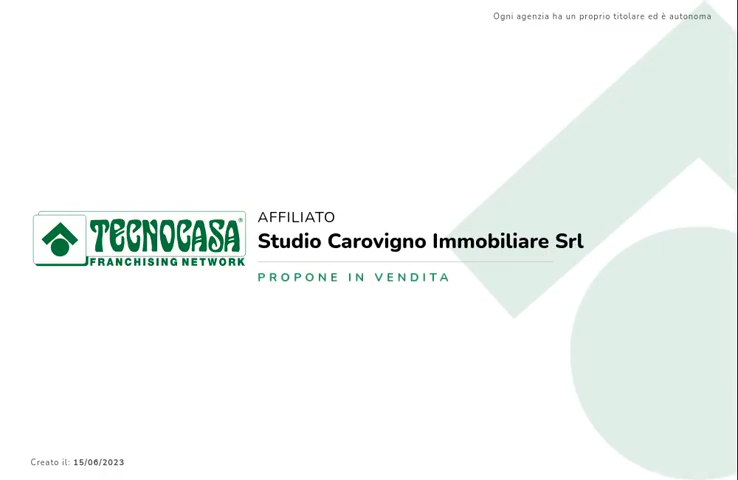 Ogni agenzia ha un proprio titolare ed è autonoma
AFFILIATO
TECNOCASA®
Studio Carovigno Immobiliare Srl
FRANCHISING NETWORK
PROPONE IN VENDITA
Creato il: 15/06/2023